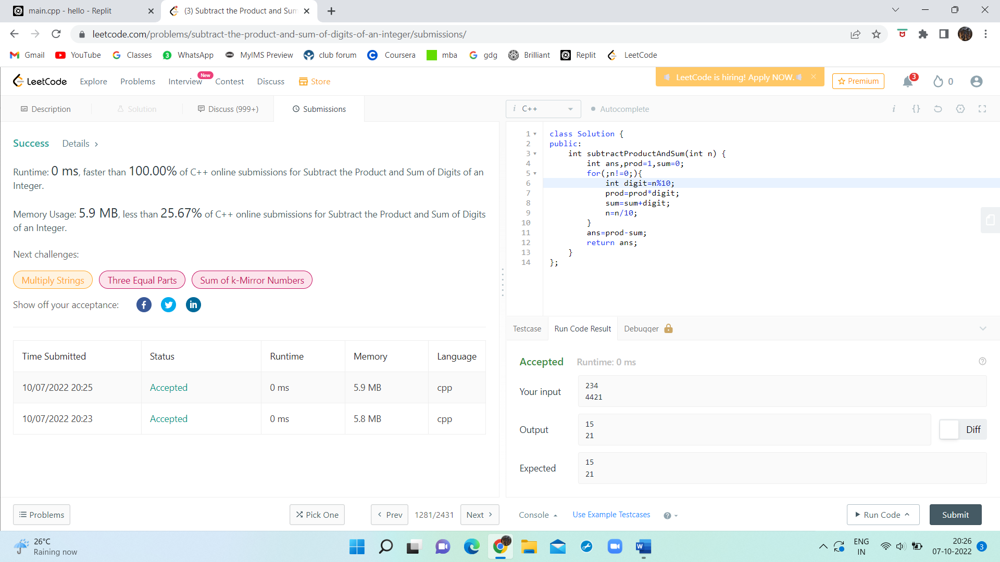 main.cpp - hello - Replit
(3) Subtract the Product and Sum
leetcode.com/problems/subtract-the-product-and-sum-of-digits-of-an-integer/submissions/
Gmail YouTube Classes WhatsApp MyIMS Preview club forum Coursera mba gdg Brilliant Replit LeetCode
LeetCode Explore Problems Interview New Contest Discuss Store LeetCode is hiring! Apply NOW. Premium 3 0
Description Solution Discuss (999+) Submissions
i C++ Autocomplete i {}
Success Details >
Runtime: 0 ms, faster than 100.00% of C++ online submissions for Subtract the Product and Sum of Digits of an
Integer.
Memory Usage: 5.9 MB, less than 25.67% of C++ online submissions for Subtract the Product and Sum of Digits
of an Integer.
Next challenges:
Multiply Strings Three Equal Parts Sum of k-Mirror Numbers
Show off your acceptance:
Time Submitted Status Runtime Memory Language
10/07/2022 20:25 Accepted 0 ms 5.9 MB cpp
10/07/2022 20:23 Accepted 0 ms 5.8 MB cpp
1 class Solution {
2 public:
3 int subtractProductAndSum(int n) {
4 int ans,prod=1,sum=0;
5 for(;n!=0;){
6 int digit=n%10;
7 prod=prod*digit;
8 sum=sum+digit;
9 n=n/10;
10 }
11 ans=prod-sum;
12 return ans;
13 }
14 };
Testcase Run Code Result Debugger
Accepted Runtime: 0 ms
Your input
234
4421
Output
15
21
Diff
Expected
15
21
Problems Pick One < Prev 1281/2431 Next >
Console Use Example Testcases Run Code Submit
26°C
Raining now
ENG
IN
20:26
07-10-2022
3